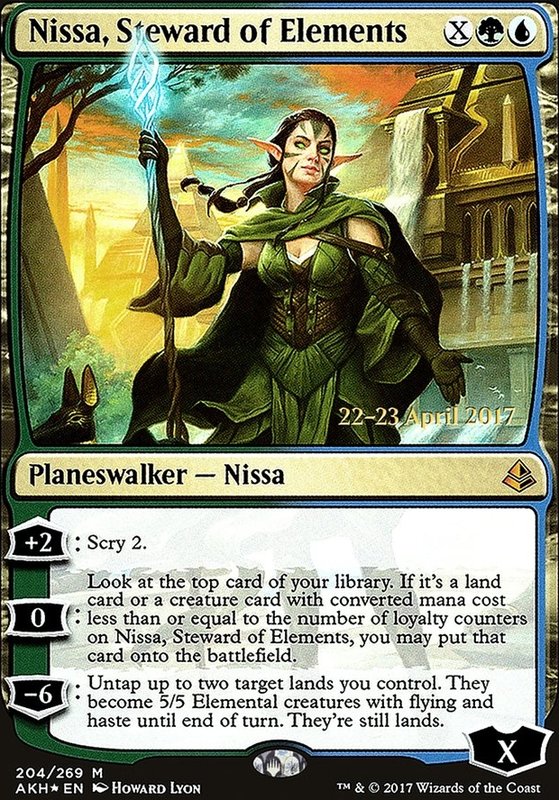 Nissa, Steward of Elements X
22–23 April 2017
Planeswalker — Nissa
+2 : Scry 2.
Look at the top card of your library. If it's a land
card or a creature card with converted mana cost
0 : less than or equal to the number of loyalty counters
on Nissa, Steward of Elements, you may put that
card onto the battlefield.
−6 : Untap up to two target lands you control. They
become 5/5 Elemental creatures with flying and
haste until end of turn. They're still lands.
X
204/269 M
AKH★EN Howard Lyon ™ & © 2017 Wizards of the Coast